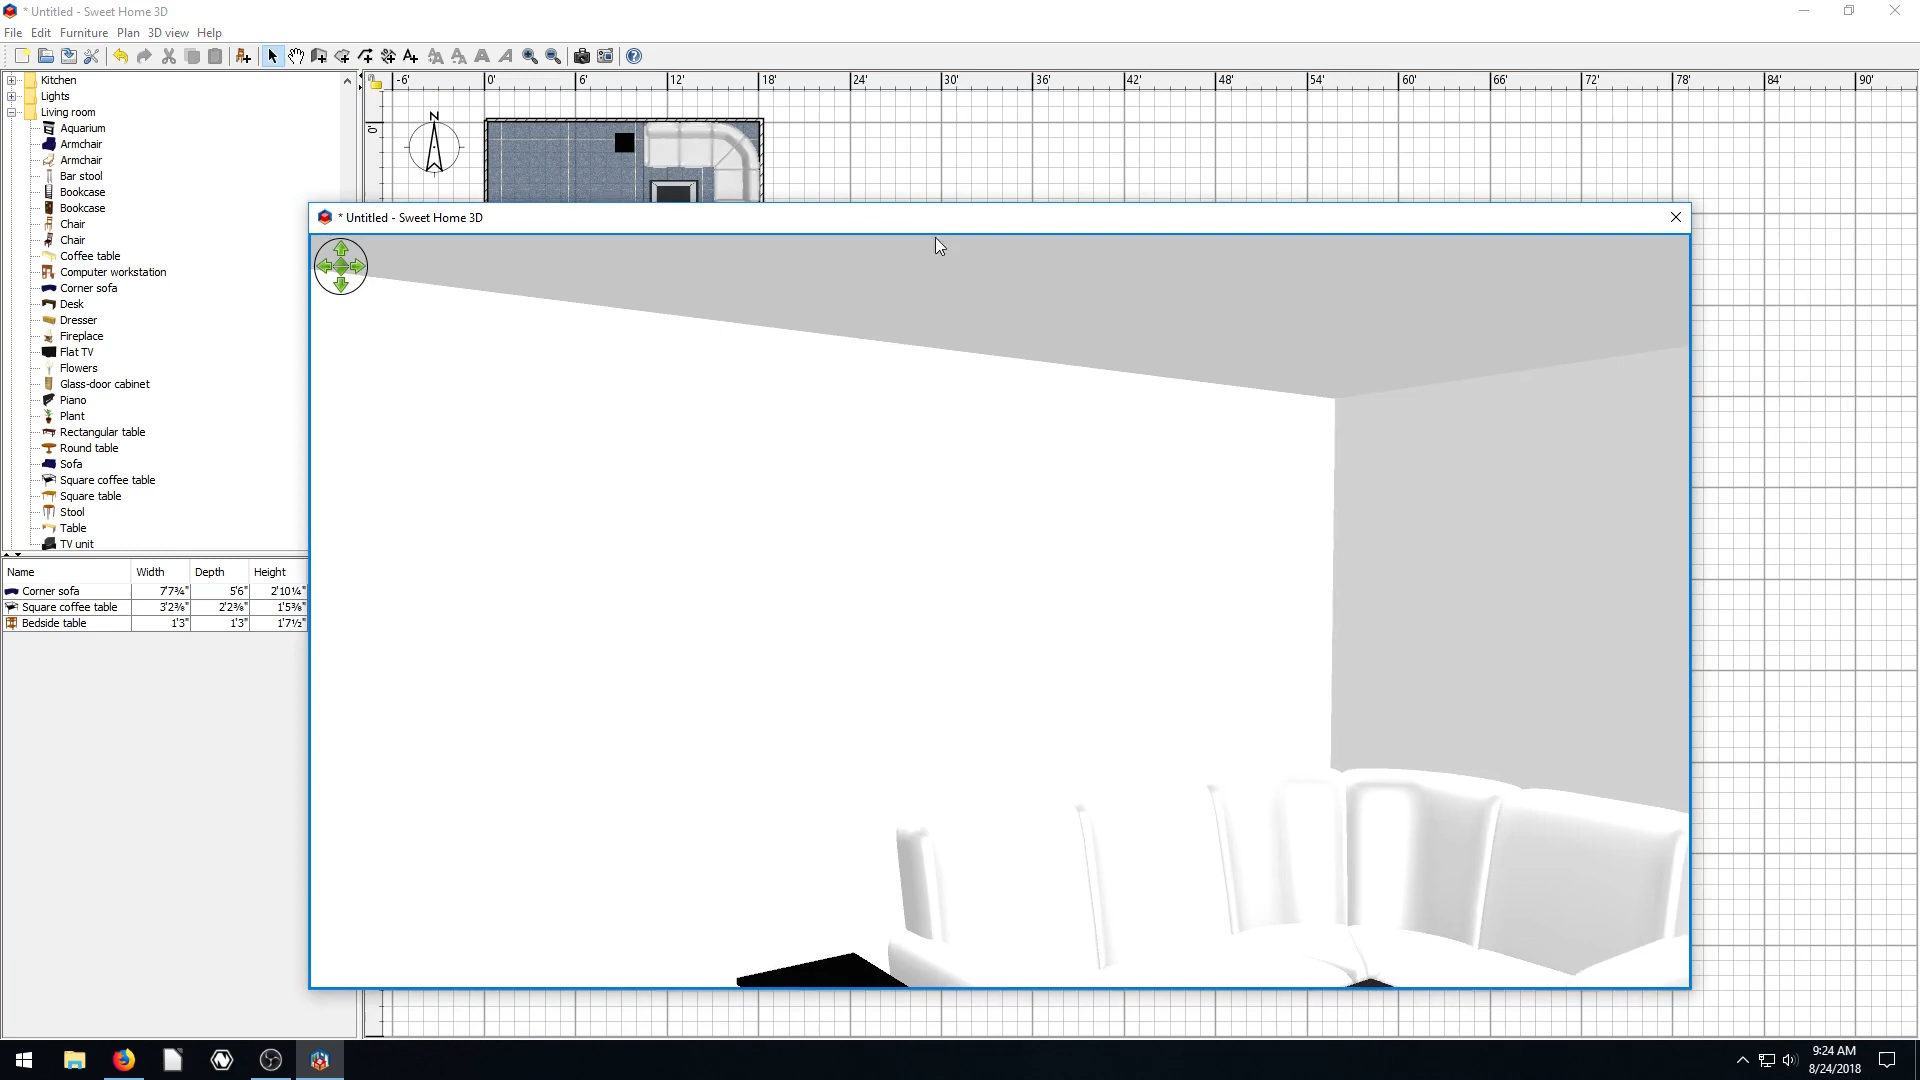 * Untitled - Sweet Home 3D
File Edit Furniture Plan 3D view Help
Kitchen
Lights
Living room
Aquarium
Armchair
Armchair
Bar stool
Bookcase
Bookcase
Chair
Chair
Coffee table
Computer workstation
Corner sofa
Desk
Dresser
Fireplace
Flat TV
Flowers
Glass-door cabinet
Piano
Plant
Rectangular table
Round table
Sofa
Square coffee table
Square table
Stool
Table
TV unit
Name Width Depth Height
Corner sofa 7'7¾" 5'6" 2'10¼"
Square coffee table 3'2⅜" 2'2⅜" 1'5⅜"
Bedside table 1'3" 1'3" 1'7½"
-6' 0' 6' 12' 18' 24' 30' 36' 42' 48' 54' 60' 66' 72' 78' 84' 90'
0'
N
* Untitled - Sweet Home 3D
9:24 AM
8/24/2018